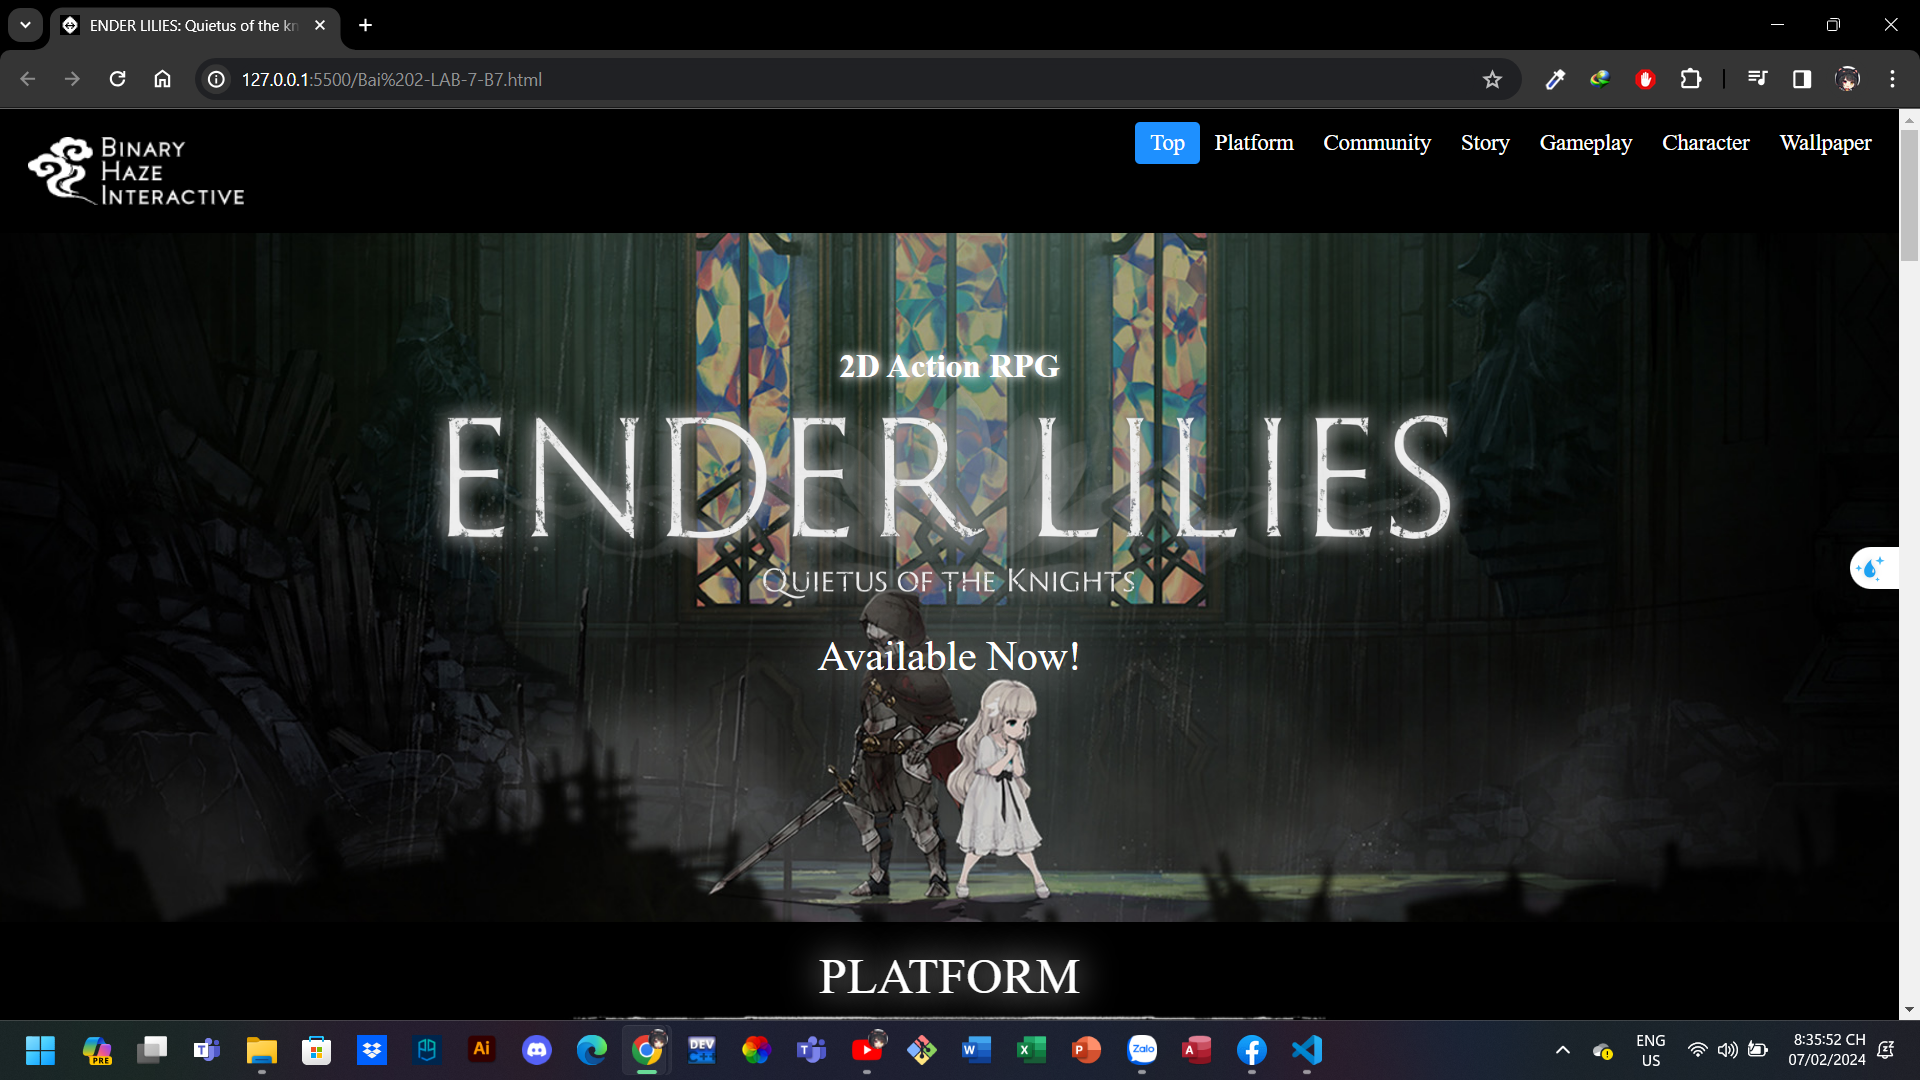 ENDER LILIES: Quietus of the kn
127.0.0.1:5500/Bai%202-LAB-7-B7.html
BINARY
HAZE
INTERACTIVE
Top Platform Community Story Gameplay Character Wallpaper
2D Action RPG
ENDER LILIES
QUIETUS OF THE KNIGHTS
Available Now!
PLATFORM
PRE
Ai
DEV
C++
Zalo
ENG
US
8:35:52 CH
07/02/2024